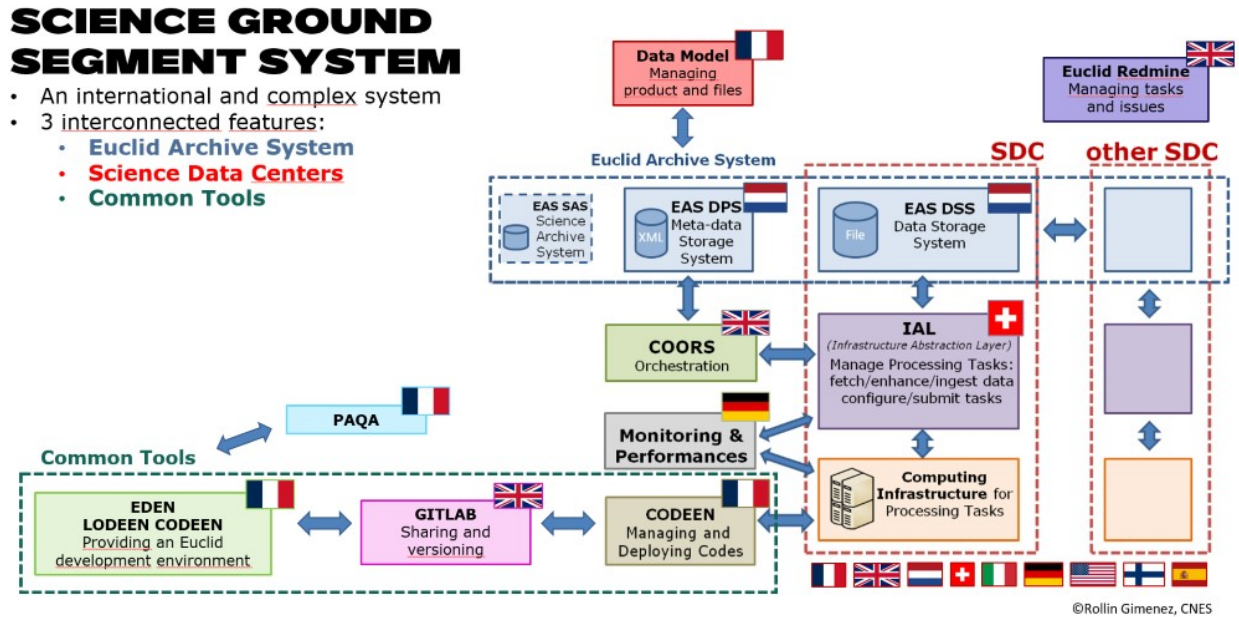 SCIENCE GROUND
SEGMENT SYSTEM
• An international and complex system
• 3 interconnected features:
• Euclid Archive System
• Science Data Centers
• Common Tools
Data Model
Managing
product and files
Euclid Redmine
Managing tasks
and issues
Euclid Archive System
SDC
other SDC
EAS SAS
Science
Archive
System
XML
EAS DPS
Meta-data
Storage
System
File
EAS DSS
Data Storage
System
COORS
Orchestration
IAL
(Infrastructure Abstraction Layer)
Manage Processing Tasks:
fetch/enhance/ingest data
configure/submit tasks
PAQA
Monitoring &
Performances
Common Tools
EDEN
LODEEN CODEEN
Providing an Euclid
development environment
GITLAB
Sharing and
versioning
CODEEN
Managing and
Deploying Codes
Computing
Infrastructure for
Processing Tasks
©Rollin Gimenez, CNES